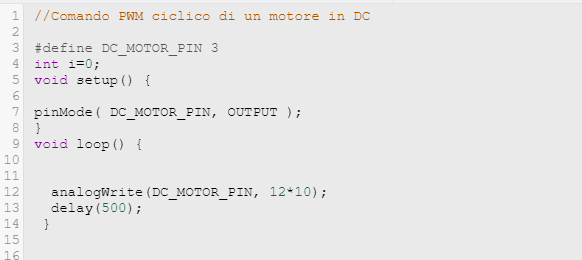 1 //Comando PWM ciclico di un motore in DC
2
3 #define DC_MOTOR_PIN 3
4 int i=0;
5 void setup() {
6
7 pinMode( DC_MOTOR_PIN, OUTPUT );
8 }
9 void loop() {
10
11
12 analogWrite(DC_MOTOR_PIN, 12*10);
13 delay(500);
14 }
15
16